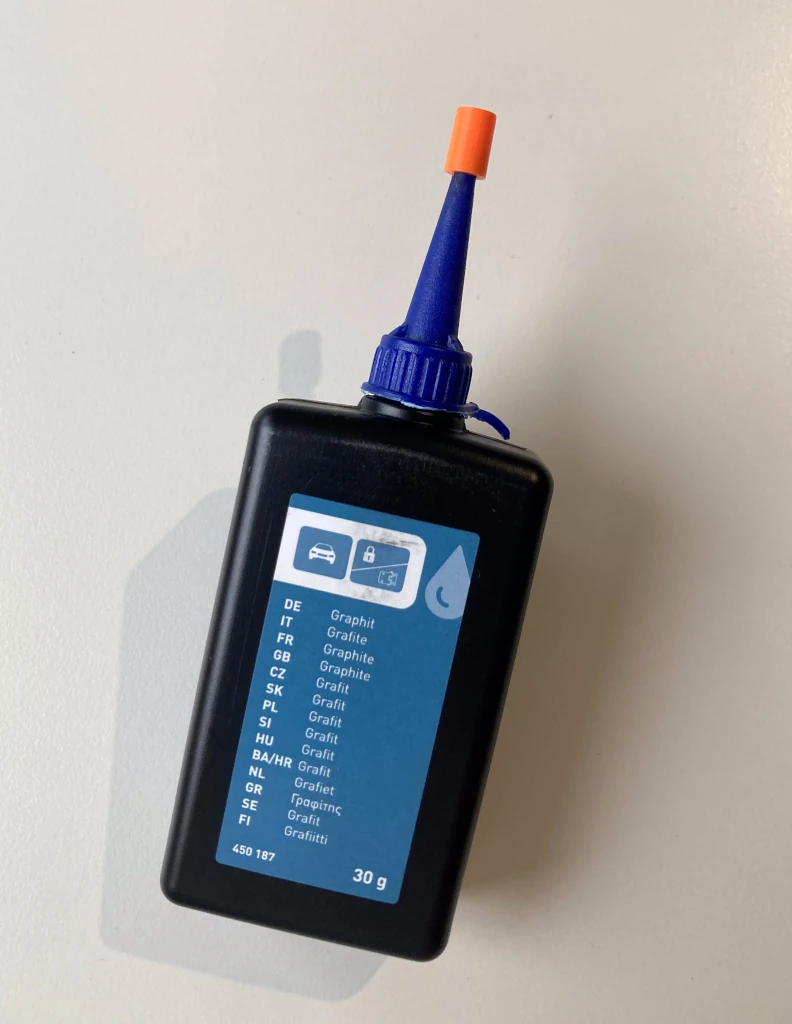 DE Graphit
IT Grafite
FR Graphite
GB Graphite
CZ Grafit
SK Grafit
PL Grafit
SI Grafit
HU Grafit
BA/HR Grafit
NL Grafiet
GR Γραφίτης
SE Grafit
FI Grafiitti
450 187
30 g